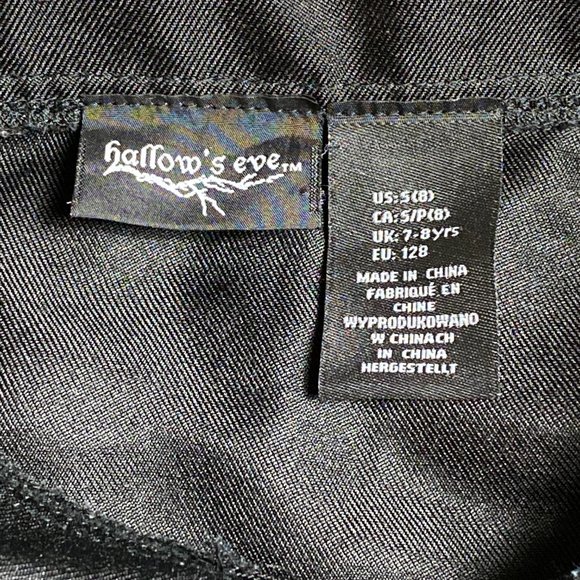 hallow's eve™
US: S(8)
CA: S/P(8)
UK: 7-8yrs
EU: 128
MADE IN CHINA
FABRIQUÉ EN
CHINE
WYPRODUKOWANO
W CHINACH
IN CHINA
HERGESTELLT